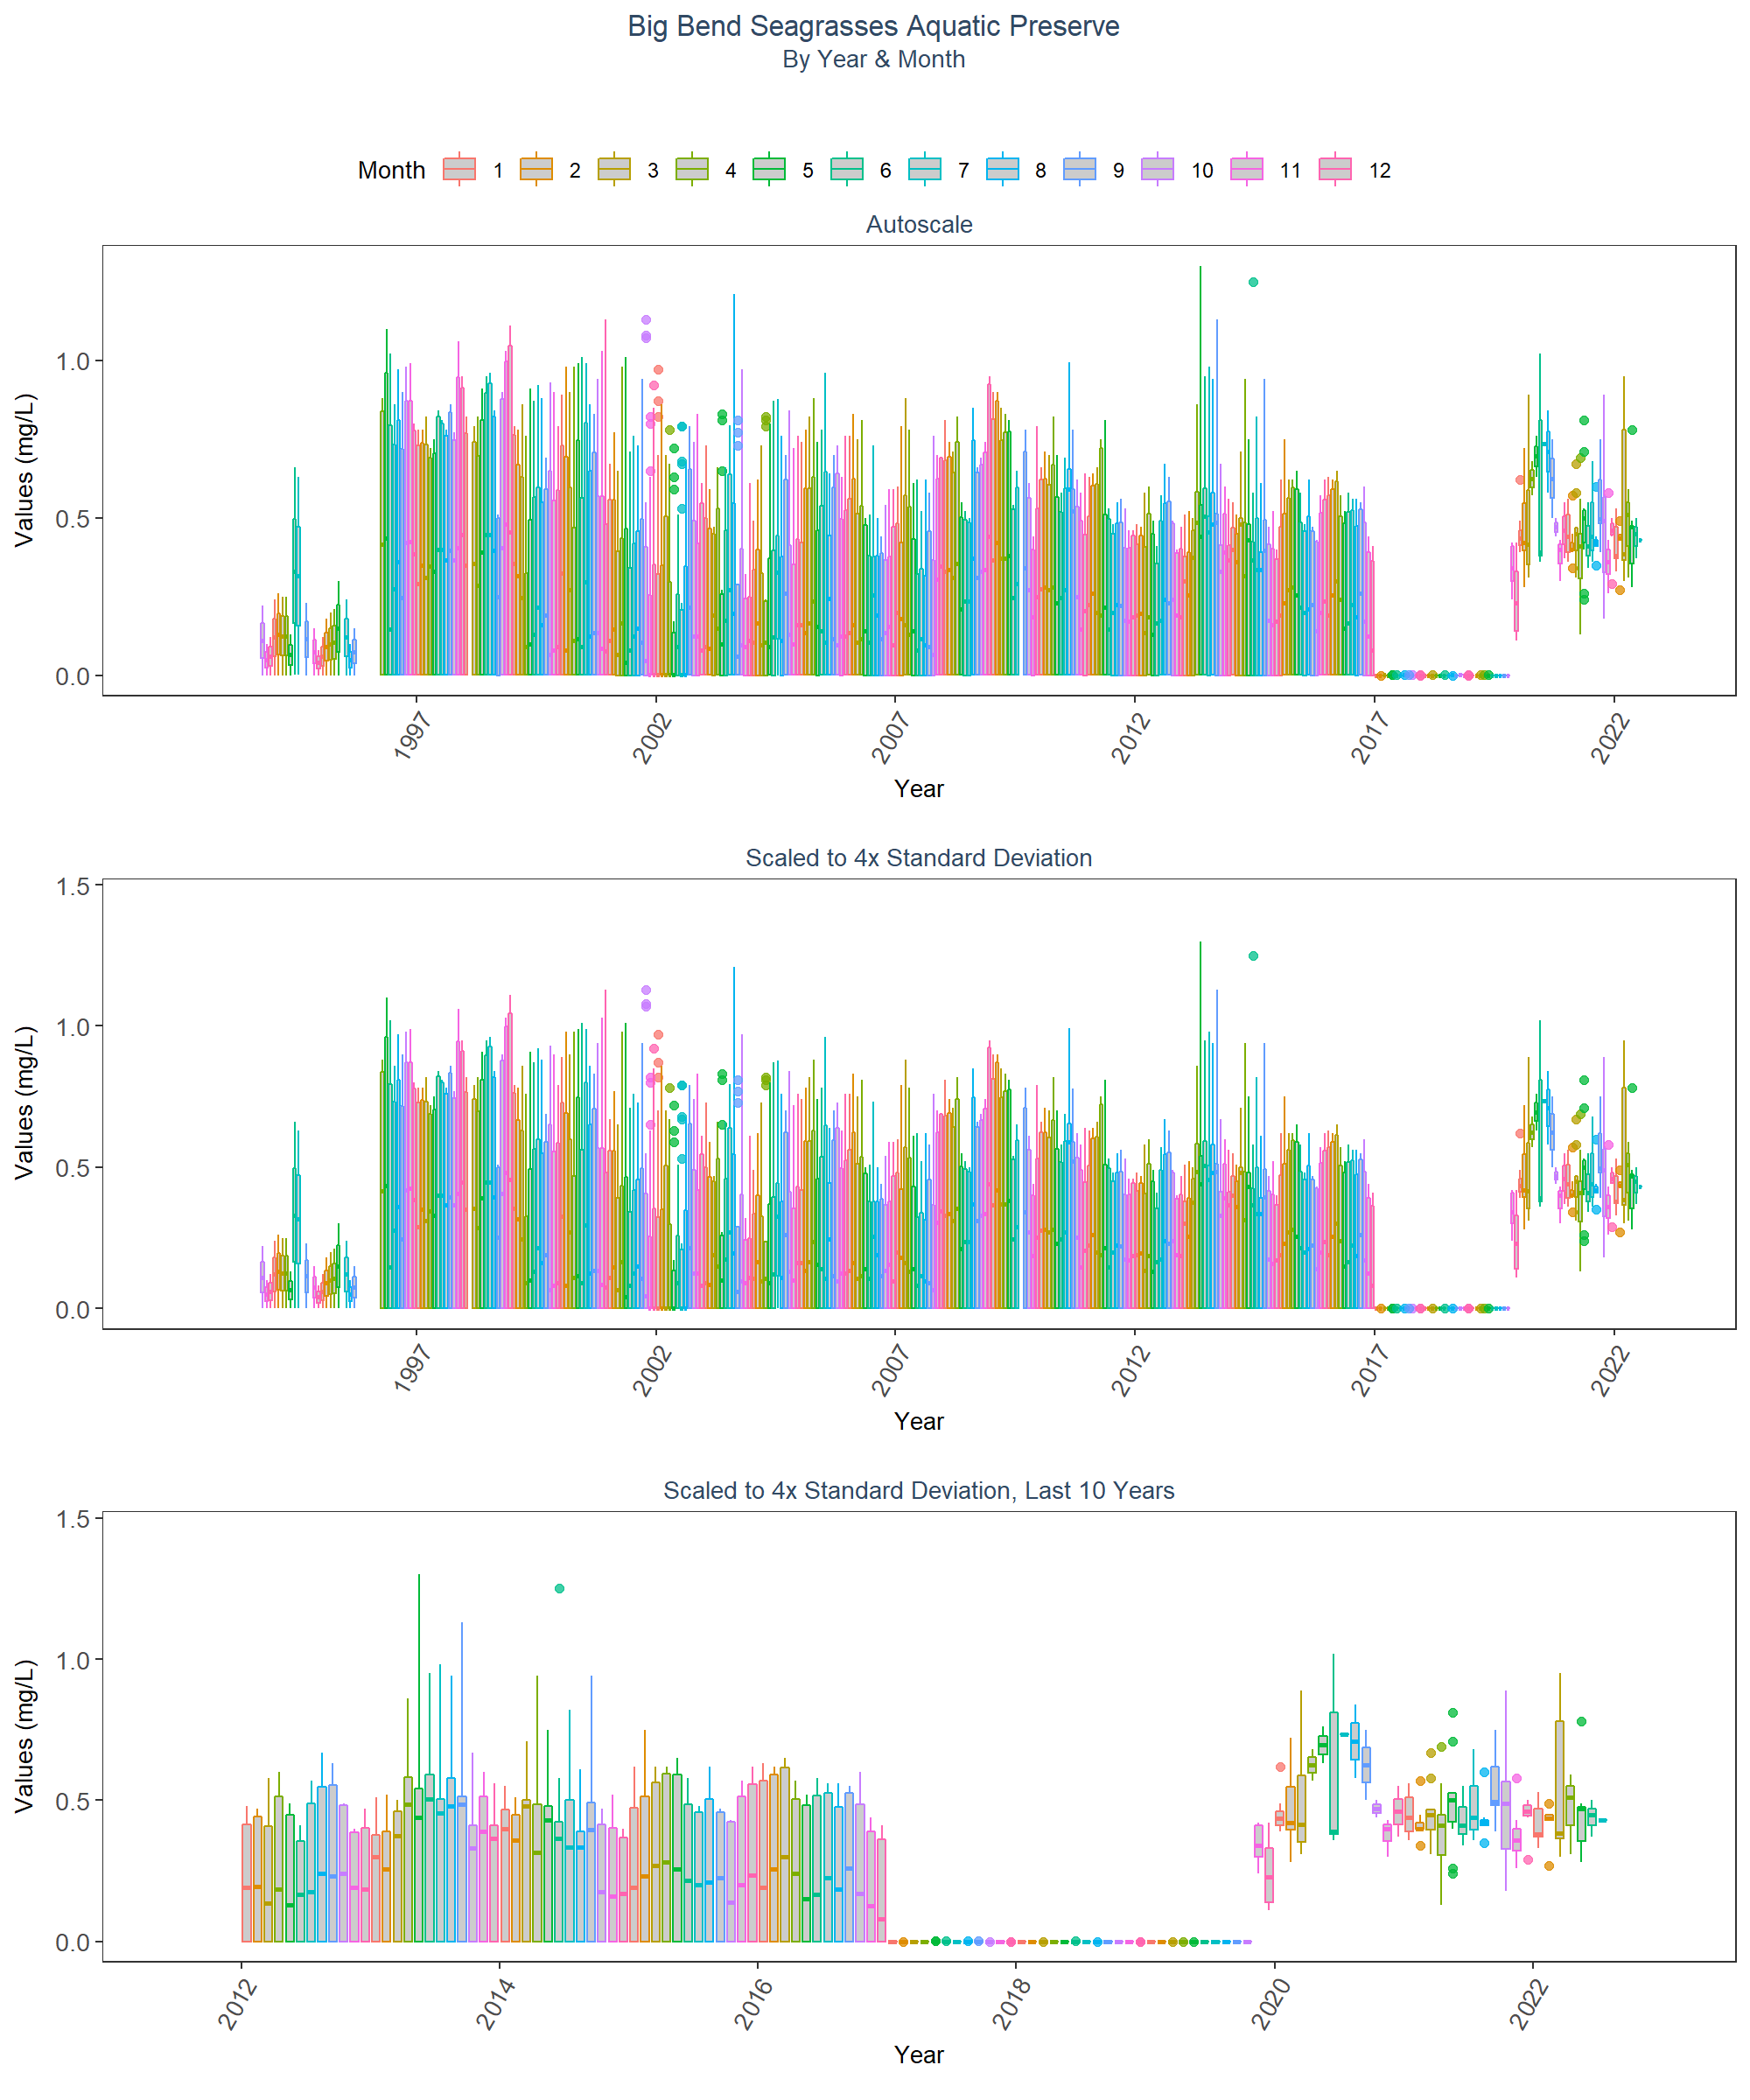 Big Bend Seagrasses Aquatic Preserve
By Year & Month
Month 1 2 3 4 5 6 7 8 9 10 11 12
Autoscale
Values (mg/L)
1.0
0.5
0.0
1997 2002 2007 2012 2017 2022
Year
Scaled to 4x Standard Deviation
Values (mg/L)
1.5
1.0
0.5
0.0
1997 2002 2007 2012 2017 2022
Year
Scaled to 4x Standard Deviation, Last 10 Years
Values (mg/L)
1.5
1.0
0.5
0.0
2012 2014 2016 2018 2020 2022
Year